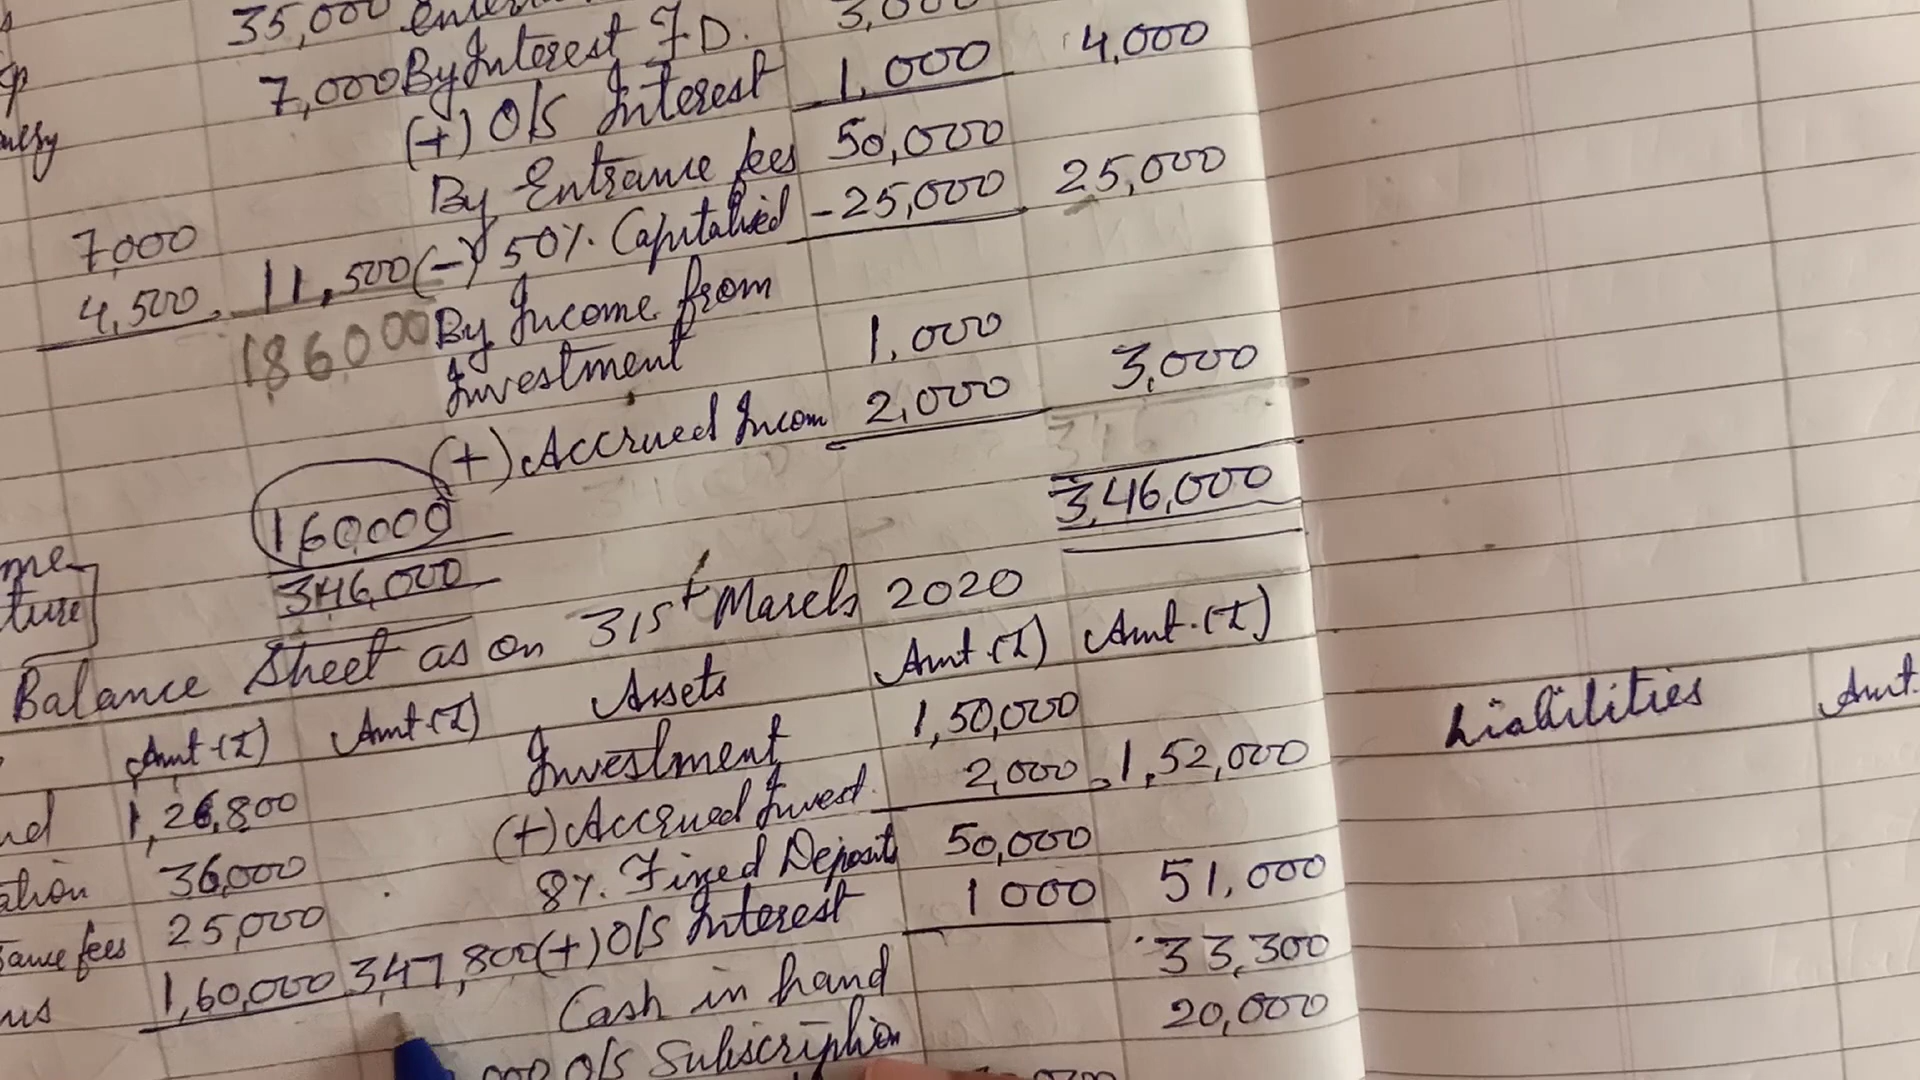 35,000
7,000 By Interest F.D. 4,000
(+) O/S Interest 1,000
By Entrance fees 50,000
7,000 11,500 (-) 50%. Capitalised -25,000 25,000
4,500
186000 By Income from
Investment 1,000 3,000
(+) Accrued Incom 2,000
160000 3,46,000
346,000
Balance Sheet as on 31st March 2020
Amt.(I) Amt.(I) Assets Amt.(I) Amt.(I)
1,26,800 Investment 1,50,000
36,000 (+) Accrued Invest. 2,000 1,52,000
25,000 8%. Fixed Deposit 50,000
fees
1,60,000 347,800 (+) O/S Interest 1000 51,000
Cash in hand 33,300
O/S Subscription 20,000
Liabilities Amt.